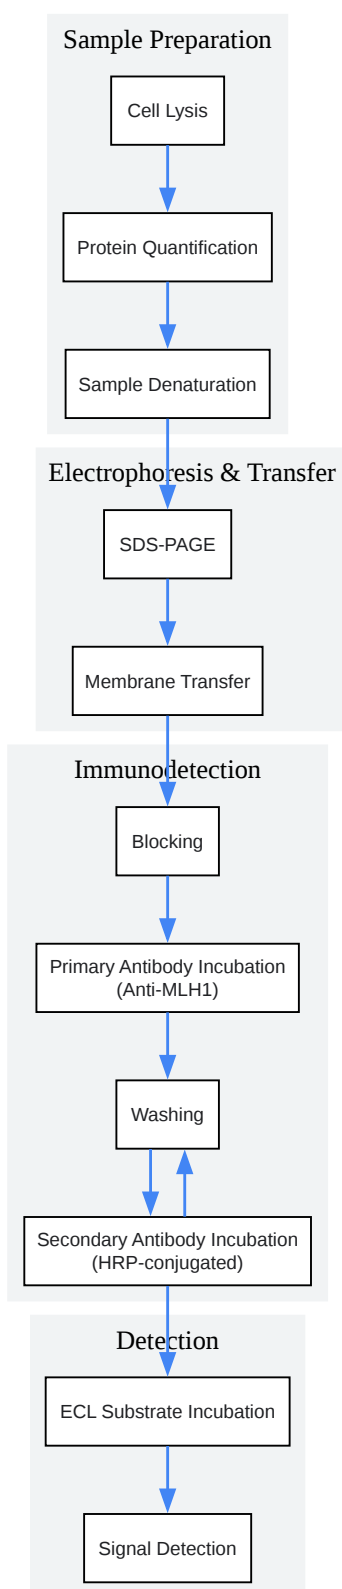 Sample Preparation
Cell Lysis
Protein Quantification
Sample Denaturation
Electrophoresis & Transfer
SDS-PAGE
Membrane Transfer
Immunodetection
Blocking
Primary Antibody Incubation
(Anti-MLH1)
Washing
Secondary Antibody Incubation
(HRP-conjugated)
Detection
ECL Substrate Incubation
Signal Detection